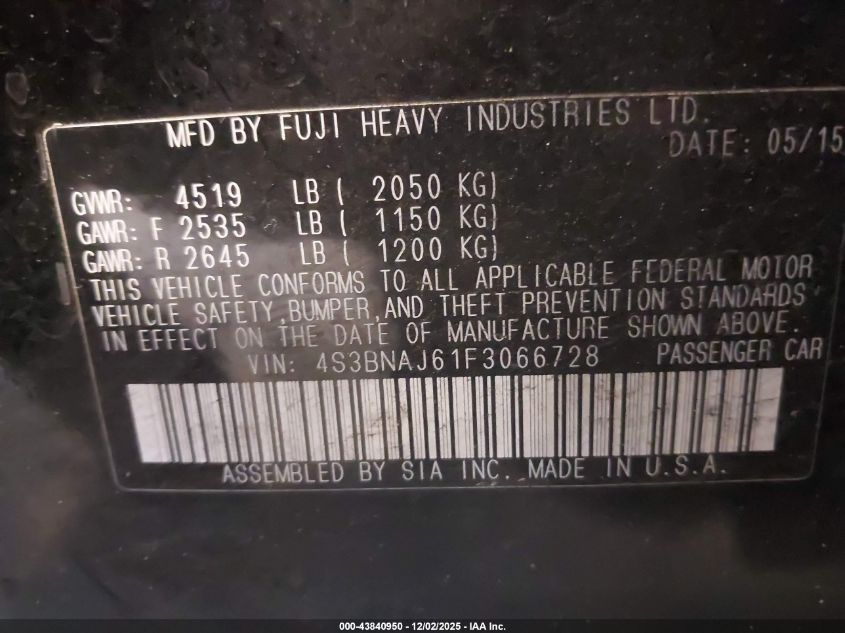 MFD BY FUJI HEAVY INDUSTRIES LTD.
DATE: 05/15
GVWR: 4519 LB ( 2050 KG)
GAWR: F 2535 LB ( 1150 KG)
GAWR: R 2645 LB ( 1200 KG)
THIS VEHICLE CONFORMS TO ALL APPLICABLE FEDERAL MOTOR
VEHICLE SAFETY,BUMPER,AND THEFT PREVENTION STANDARDS
IN EFFECT ON THE DATE OF MANUFACTURE SHOWN ABOVE.
VIN: 4S3BNAJ61F3066728 PASSENGER CAR
ASSEMBLED BY SIA INC. MADE IN U.S.A.
000-43840950 - 12/02/2025 - IAA Inc.